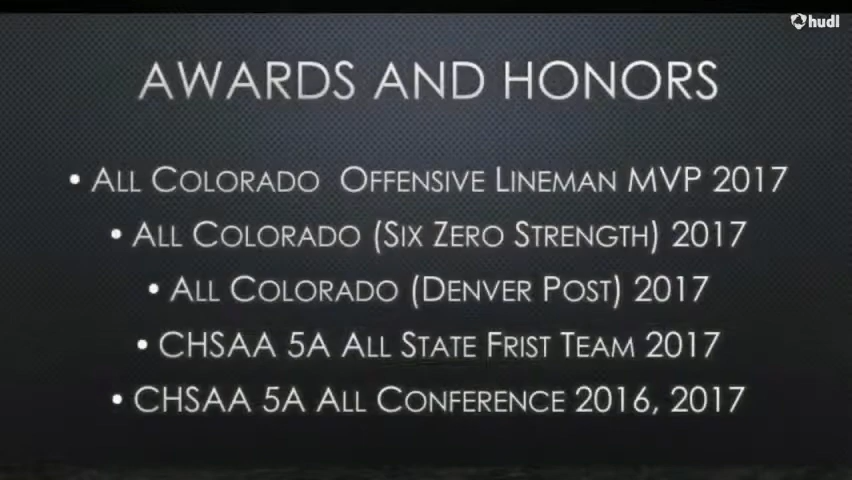 hudl
AWARDS AND HONORS
• ALL COLORADO OFFENSIVE LINEMAN MVP 2017
• ALL COLORADO (SIX ZERO STRENGTH) 2017
• ALL COLORADO (DENVER POST) 2017
• CHSAA 5A ALL STATE FRIST TEAM 2017
• CHSAA 5A ALL CONFERENCE 2016, 2017